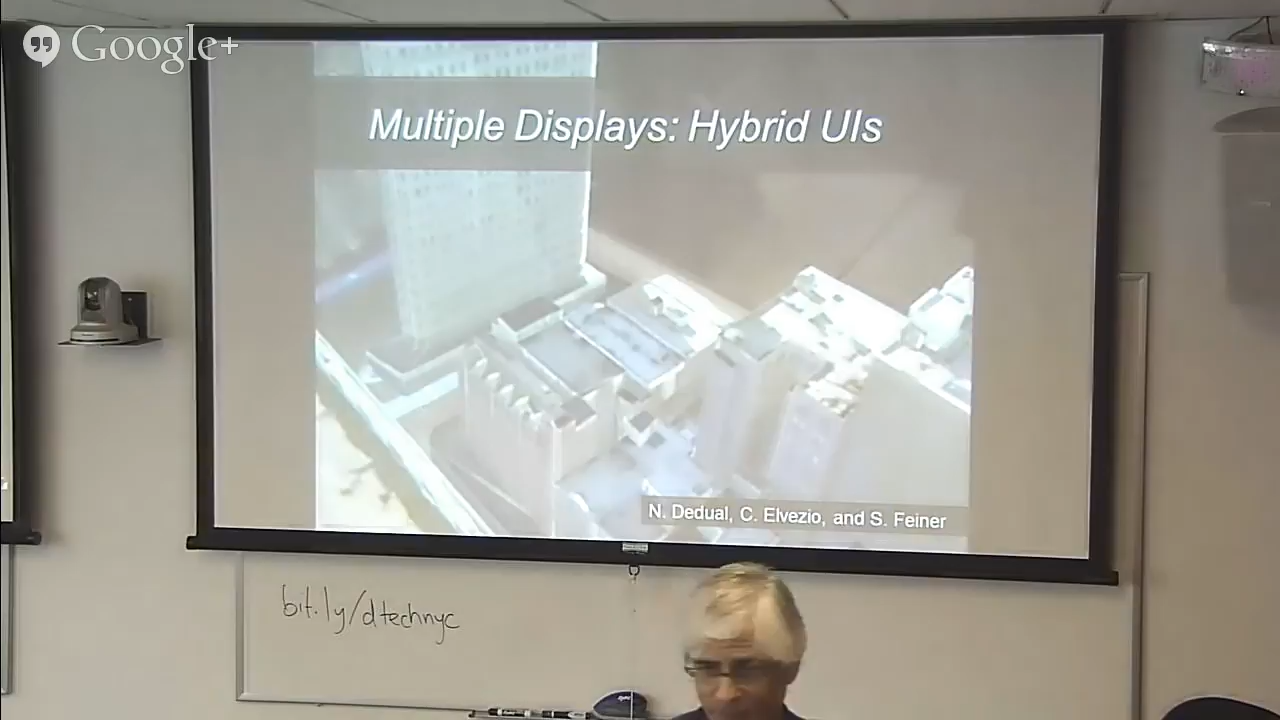 Google+
Multiple Displays: Hybrid UIs
N. Dedual, C. Elvezio, and S. Feiner
bit.ly/dtechnyc